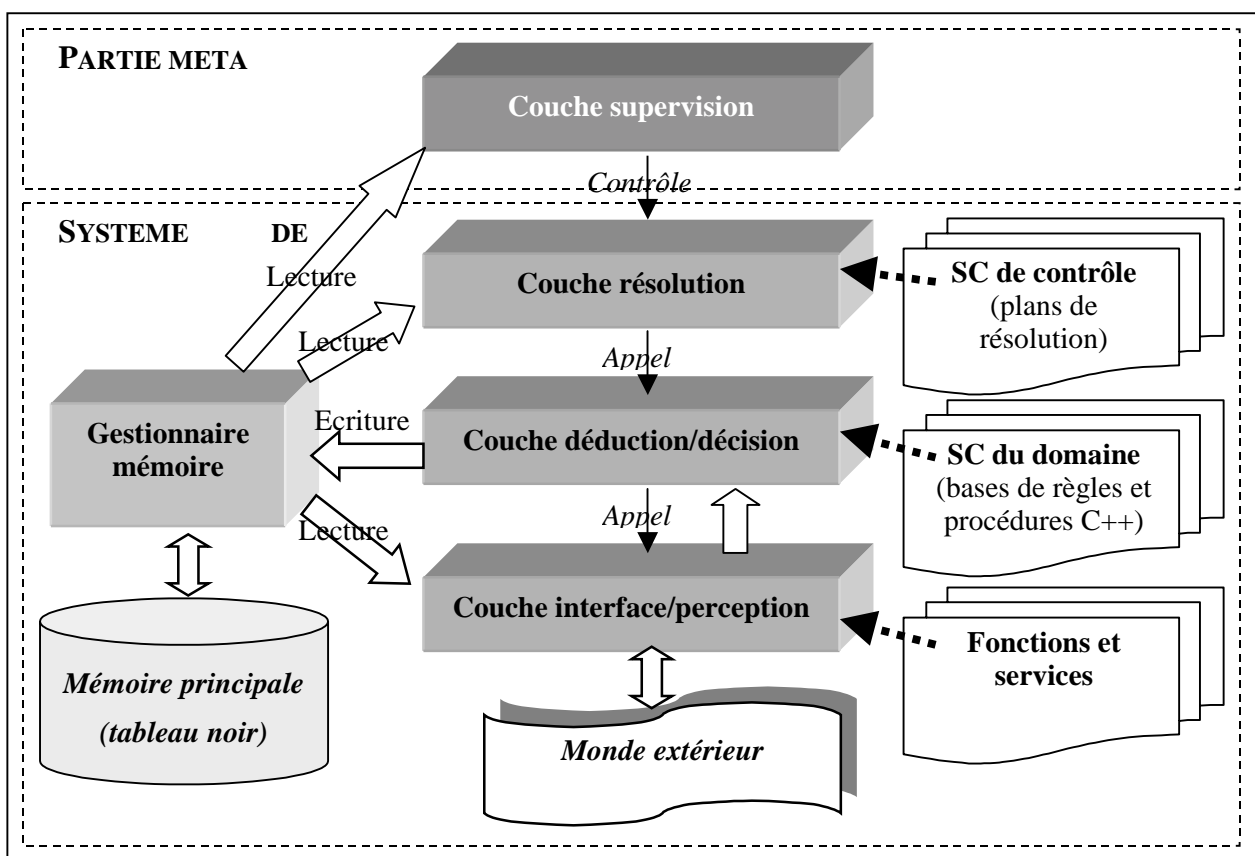 PARTIE META
Couche supervision
Contrôle
SYSTEME DE
Lecture
Couche résolution
SC de contrôle
(plans de
résolution)
Lecture
Appel
Gestionnaire
mémoire
Ecriture
Couche déduction/décision
SC du domaine
(bases de règles et
procédures C++)
Lecture
Appel
Couche interface/perception
Fonctions et
services
Mémoire principale
(tableau noir)
Monde extérieur